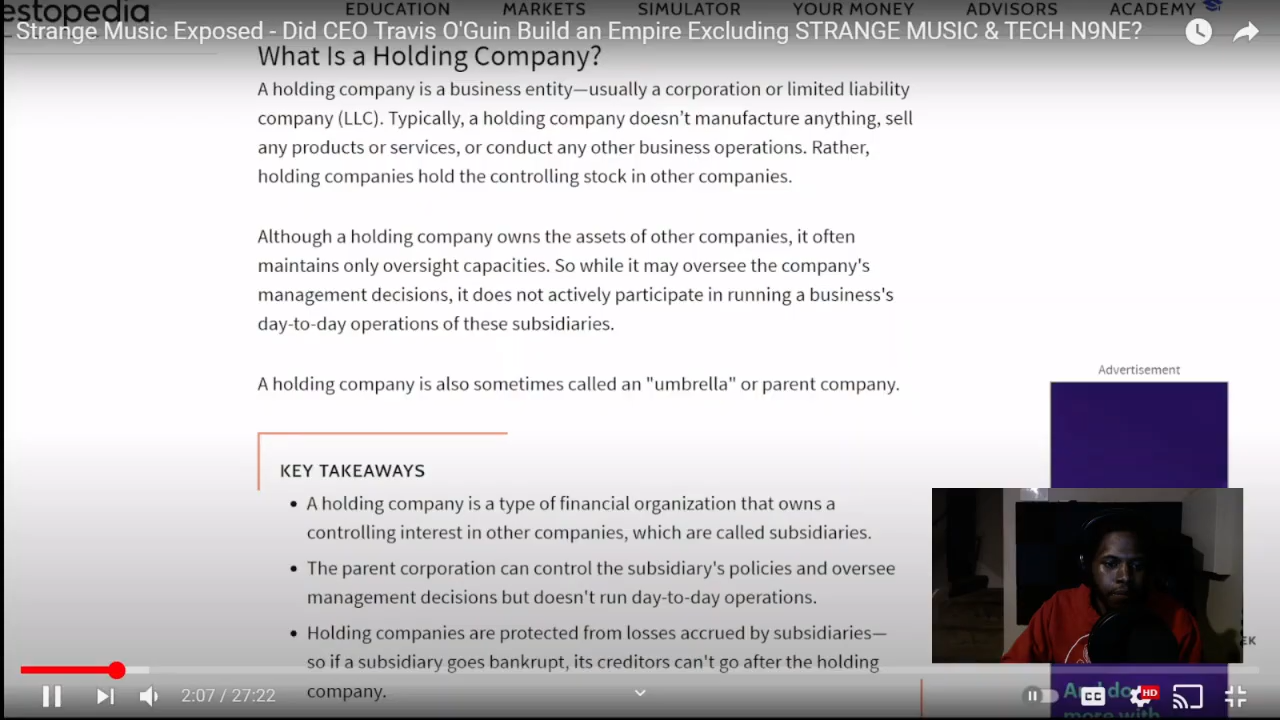 estopedia
EDUCATION MARKETS SIMULATOR YOUR MONEY ADVISORS ACADEMY
Strange Music Exposed - Did CEO Travis O'Guin Build an Empire Excluding STRANGE MUSIC & TECH N9NE?
What Is a Holding Company?
A holding company is a business entity—usually a corporation or limited liability
company (LLC). Typically, a holding company doesn't manufacture anything, sell
any products or services, or conduct any other business operations. Rather,
holding companies hold the controlling stock in other companies.
Although a holding company owns the assets of other companies, it often
maintains only oversight capacities. So while it may oversee the company's
management decisions, it does not actively participate in running a business's
day-to-day operations of these subsidiaries.
A holding company is also sometimes called an "umbrella" or parent company.
Advertisement
KEY TAKEAWAYS
• A holding company is a type of financial organization that owns a
controlling interest in other companies, which are called subsidiaries.
• The parent corporation can control the subsidiary's policies and oversee
management decisions but doesn't run day-to-day operations.
• Holding companies are protected from losses accrued by subsidiaries—
so if a subsidiary goes bankrupt, its creditors can't go after the holding
company.
EK
2:07 / 27:22
CC
HD
more with